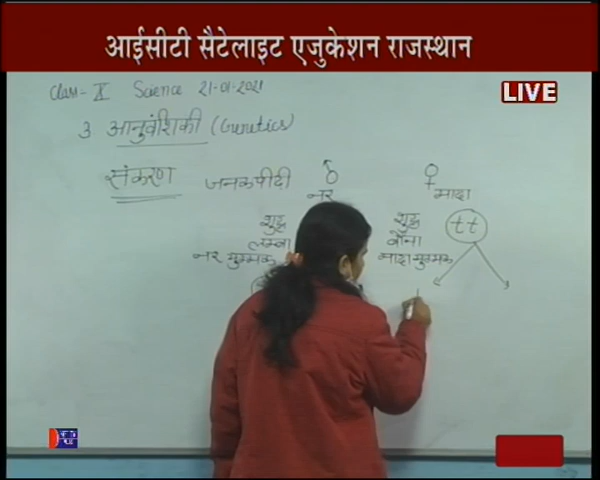 आईसीटी सैटेलाइट एजुकेशन राजस्थान
LIVE
Class- X Science 21-01-2021
3 आनुवंशिकी (Genetics)
संकरण जनकपीढी ♂ ♀
नर मादा
शुद्ध शुद्ध tt
लम्बा बौना
नर युग्मक मादा युग्मक